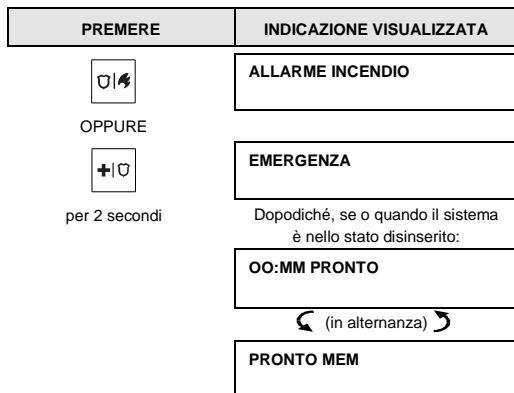 PREMERE
INDICAZIONE VISUALIZZATA
ALLARME INCENDIO
OPPURE
EMERGENZA
per 2 secondi
Dopodiché, se o quando il sistema
è nello stato disinserito:
OO:MM PRONTO
(in alternanza)
PRONTO MEM